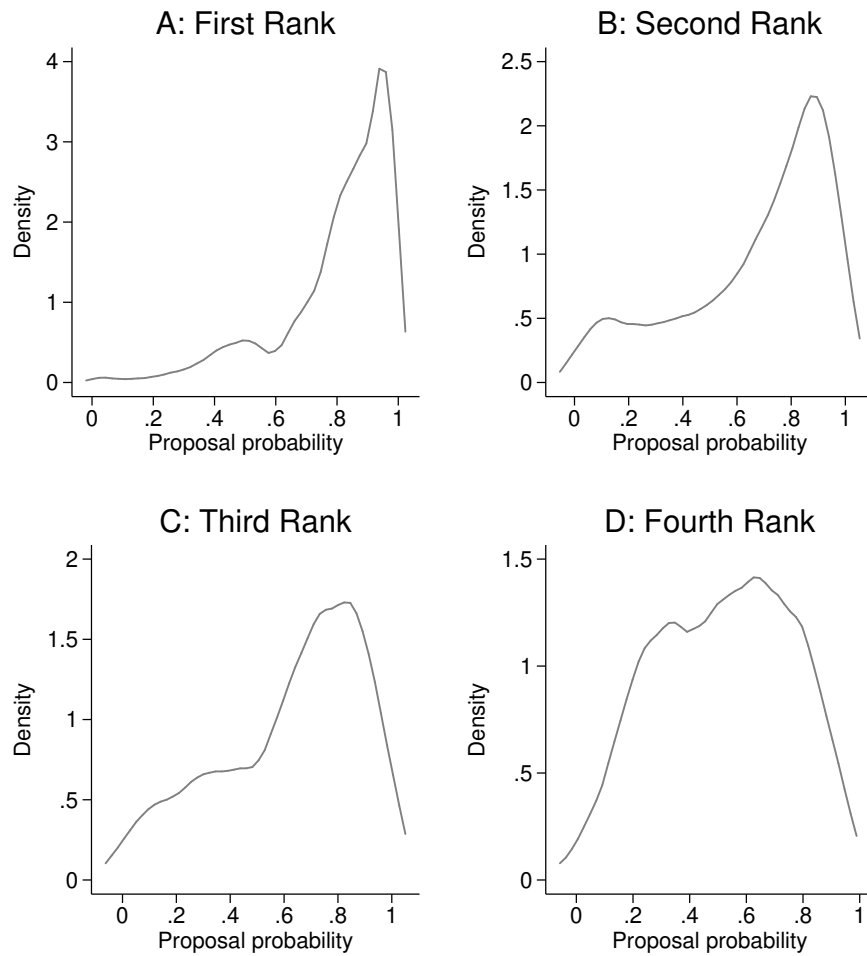 A: First Rank
4
3
2
1
0
Density
0 .2 .4 .6 .8 1
Proposal probability
B: Second Rank
2.5
2
1.5
1
.5
0
Density
0 .2 .4 .6 .8 1
Proposal probability
C: Third Rank
2
1.5
1
.5
0
Density
0 .2 .4 .6 .8 1
Proposal probability
D: Fourth Rank
1.5
1
.5
0
Density
0 .2 .4 .6 .8 1
Proposal probability